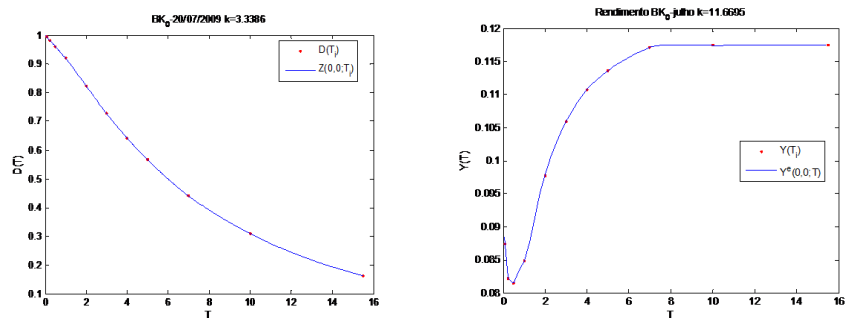 BK₀-20/07/2009 k=3.3386
1
0.9
0.8
0.7
0.6
0.5
0.4
0.3
0.2
0.1
D(T)
D(Tᵢ)
Z(0,0;Tᵢ)
0 2 4 6 8 10 12 14 16
T
Rendimento BK₀-julho k=11.6695
0.12
0.115
0.11
0.105
0.1
0.095
0.09
0.085
0.08
Y(T)
Y(Tᵢ)
Yᵉ(0,0;T)
0 2 4 6 8 10 12 14 16
T